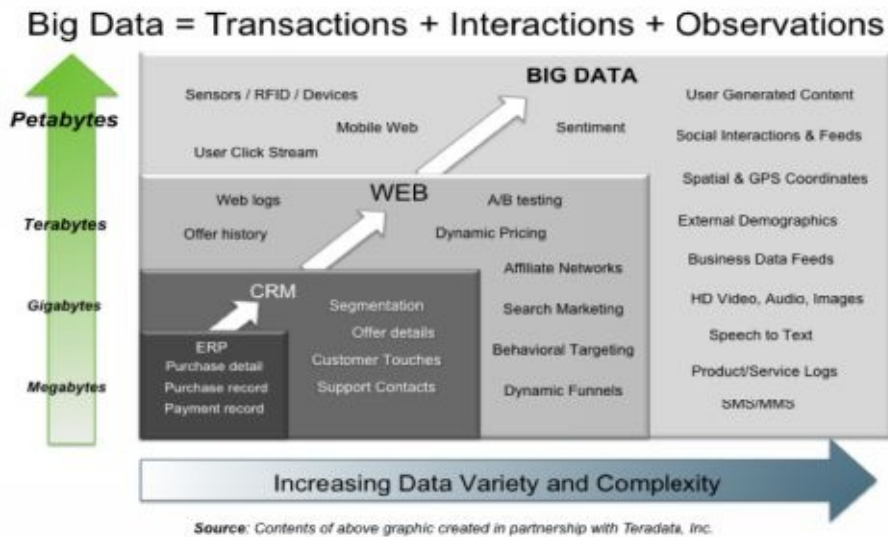 Big Data = Transactions + Interactions + Observations
Petabytes
Terabytes
Gigabytes
Megabytes
BIG DATA
Sensors / RFID / Devices
Mobile Web
User Click Stream
Sentiment
User Generated Content
Social Interactions & Feeds
Spatial & GPS Coordinates
External Demographics
Business Data Feeds
HD Video, Audio, Images
Speech to Text
Product/Service Logs
SMS/MMS
WEB
Web logs
Offer history
A/B testing
Dynamic Pricing
Affiliate Networks
Search Marketing
Behavioral Targeting
Dynamic Funnels
CRM
Segmentation
Offer details
Customer Touches
Support Contacts
ERP
Purchase detail
Purchase record
Payment record
Increasing Data Variety and Complexity
Source: Contents of above graphic created in partnership with Teradata, Inc.